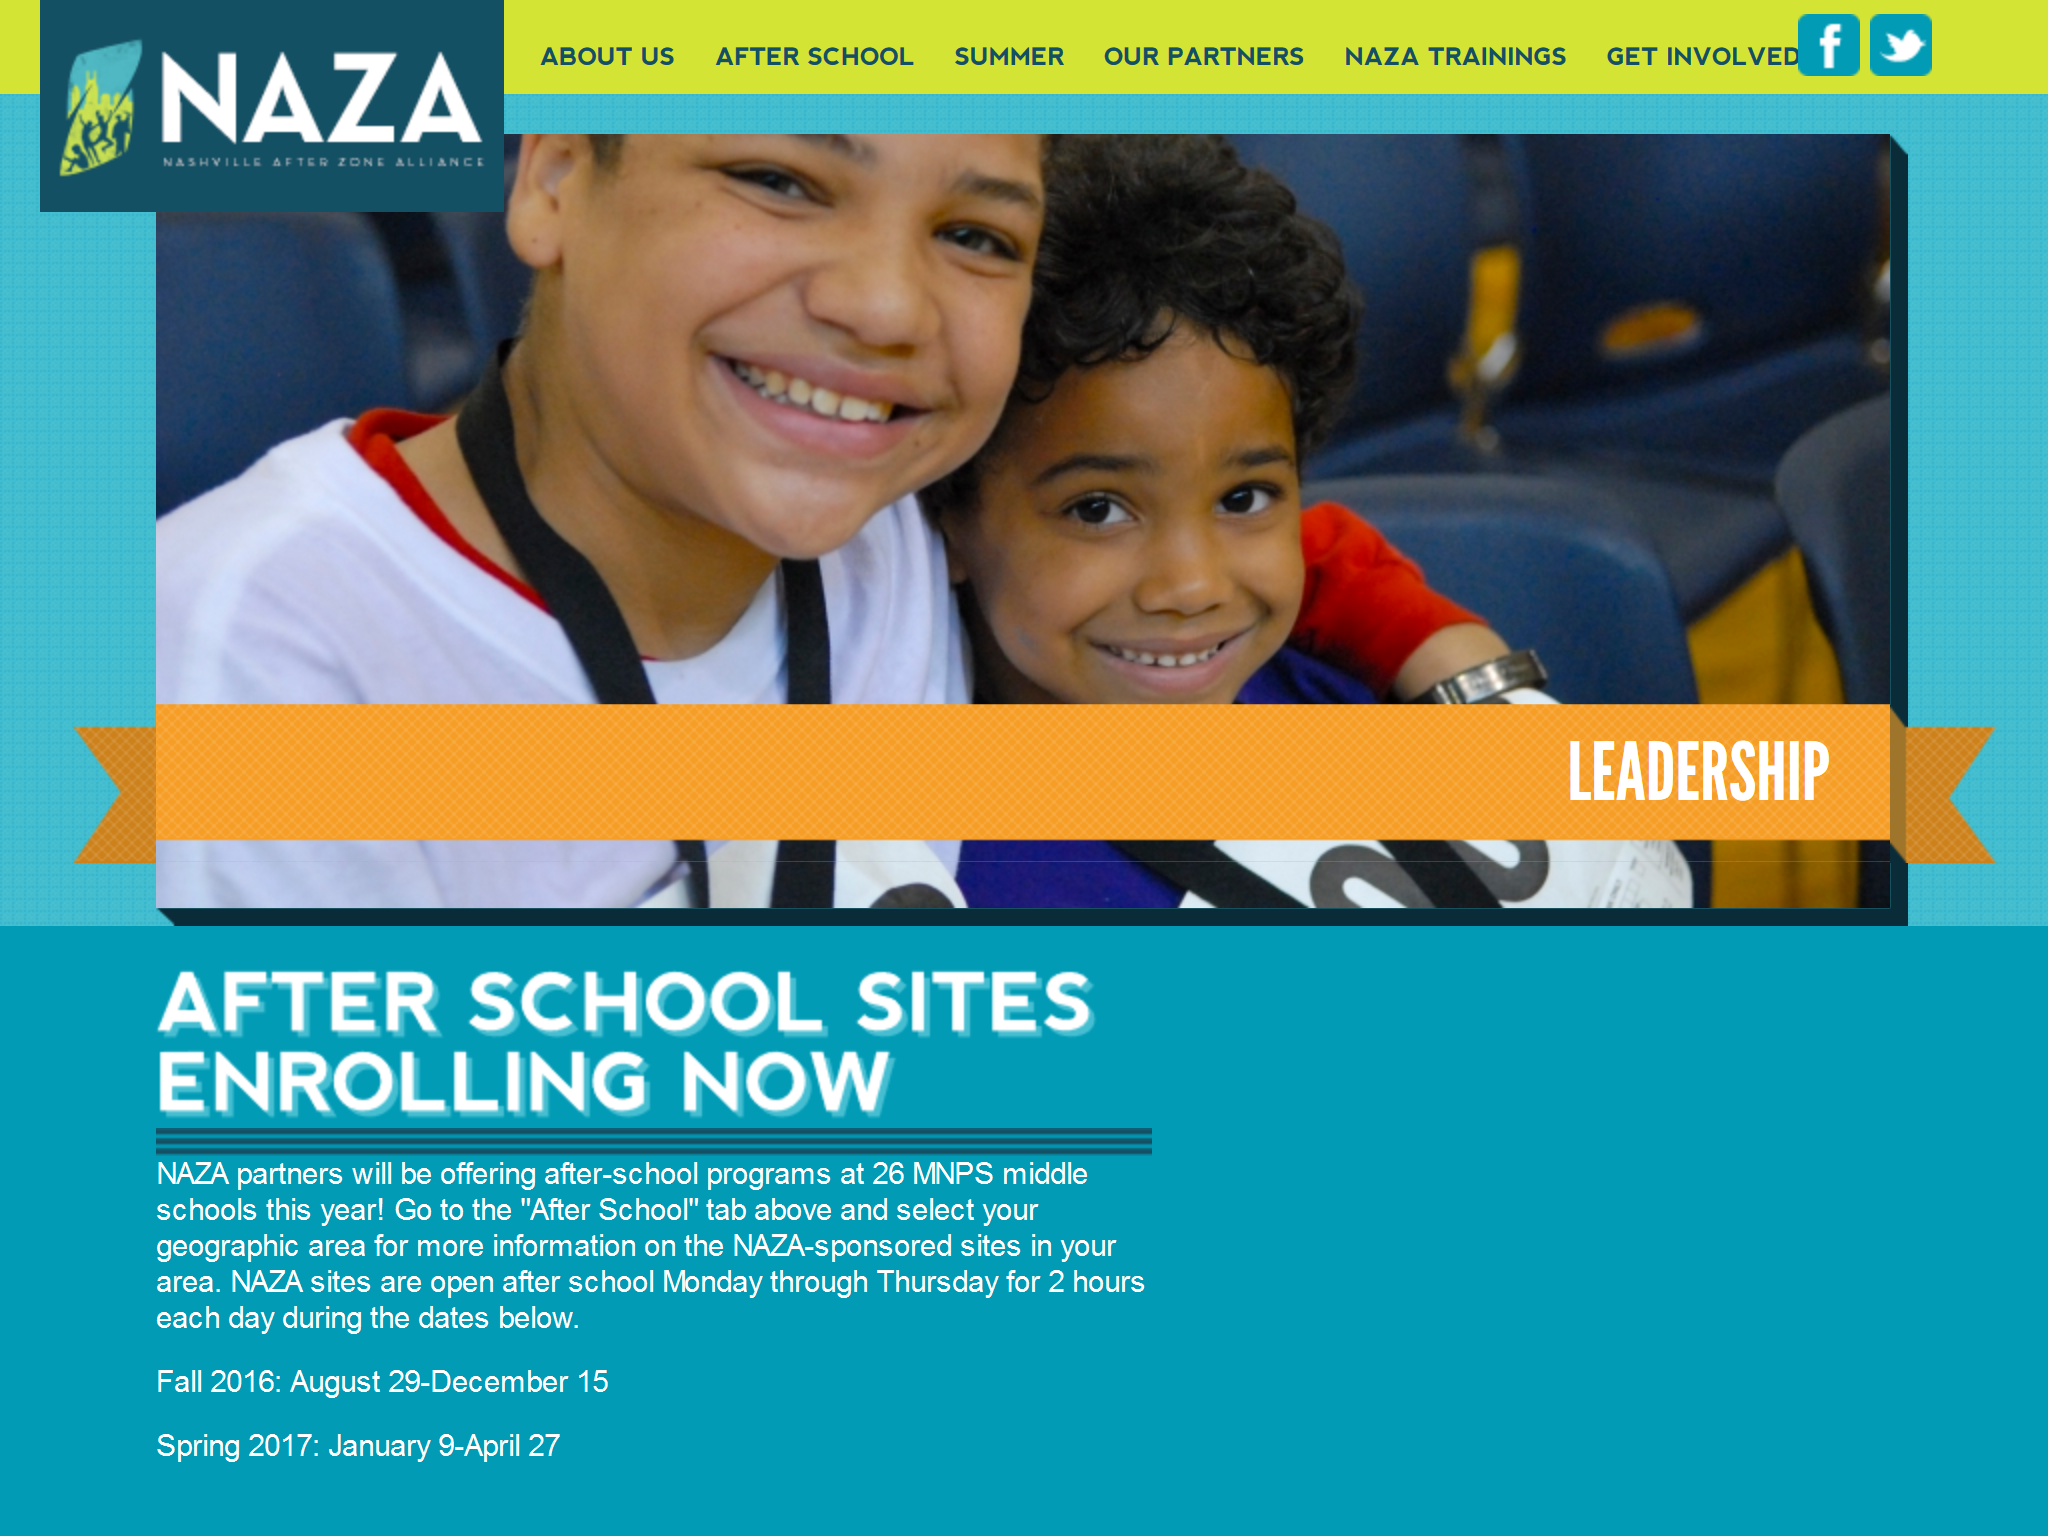 NAZA
NASHVILLE AFTER ZONE ALLIANCE
ABOUT US
AFTER SCHOOL
SUMMER
OUR PARTNERS
NAZA TRAININGS
GET INVOLVED
LEADERSHIP
AFTER SCHOOL SITES
ENROLLING NOW
NAZA partners will be offering after-school programs at 26 MNPS middle
schools this year! Go to the "After School" tab above and select your
geographic area for more information on the NAZA-sponsored sites in your
area. NAZA sites are open after school Monday through Thursday for 2 hours
each day during the dates below.
Fall 2016: August 29-December 15
Spring 2017: January 9-April 27